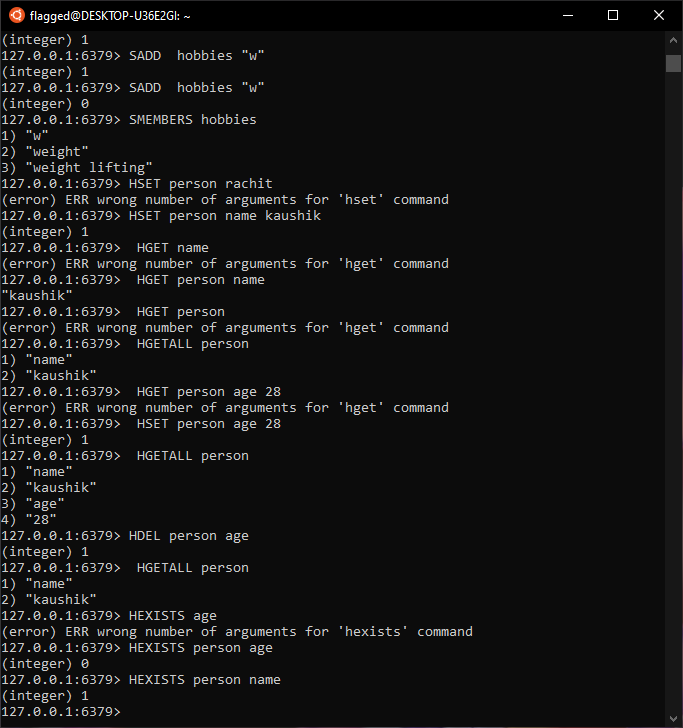 flagged@DESKTOP-U36E2GI: ~
(integer) 1
127.0.0.1:6379> SADD  hobbies "w"
(integer) 1
127.0.0.1:6379> SADD  hobbies "w"
(integer) 0
127.0.0.1:6379> SMEMBERS hobbies
1) "w"
2) "weight"
3) "weight lifting"
127.0.0.1:6379> HSET person rachit
(error) ERR wrong number of arguments for 'hset' command
127.0.0.1:6379> HSET person name kaushik
(integer) 1
127.0.0.1:6379>  HGET name
(error) ERR wrong number of arguments for 'hget' command
127.0.0.1:6379>  HGET person name
"kaushik"
127.0.0.1:6379>  HGET person
(error) ERR wrong number of arguments for 'hget' command
127.0.0.1:6379>  HGETALL person
1) "name"
2) "kaushik"
127.0.0.1:6379>  HGET person age 28
(error) ERR wrong number of arguments for 'hget' command
127.0.0.1:6379>  HSET person age 28
(integer) 1
127.0.0.1:6379>  HGETALL person
1) "name"
2) "kaushik"
3) "age"
4) "28"
127.0.0.1:6379> HDEL person age
(integer) 1
127.0.0.1:6379>  HGETALL person
1) "name"
2) "kaushik"
127.0.0.1:6379> HEXISTS age
(error) ERR wrong number of arguments for 'hexists' command
127.0.0.1:6379> HEXISTS person age
(integer) 0
127.0.0.1:6379> HEXISTS person name
(integer) 1
127.0.0.1:6379>